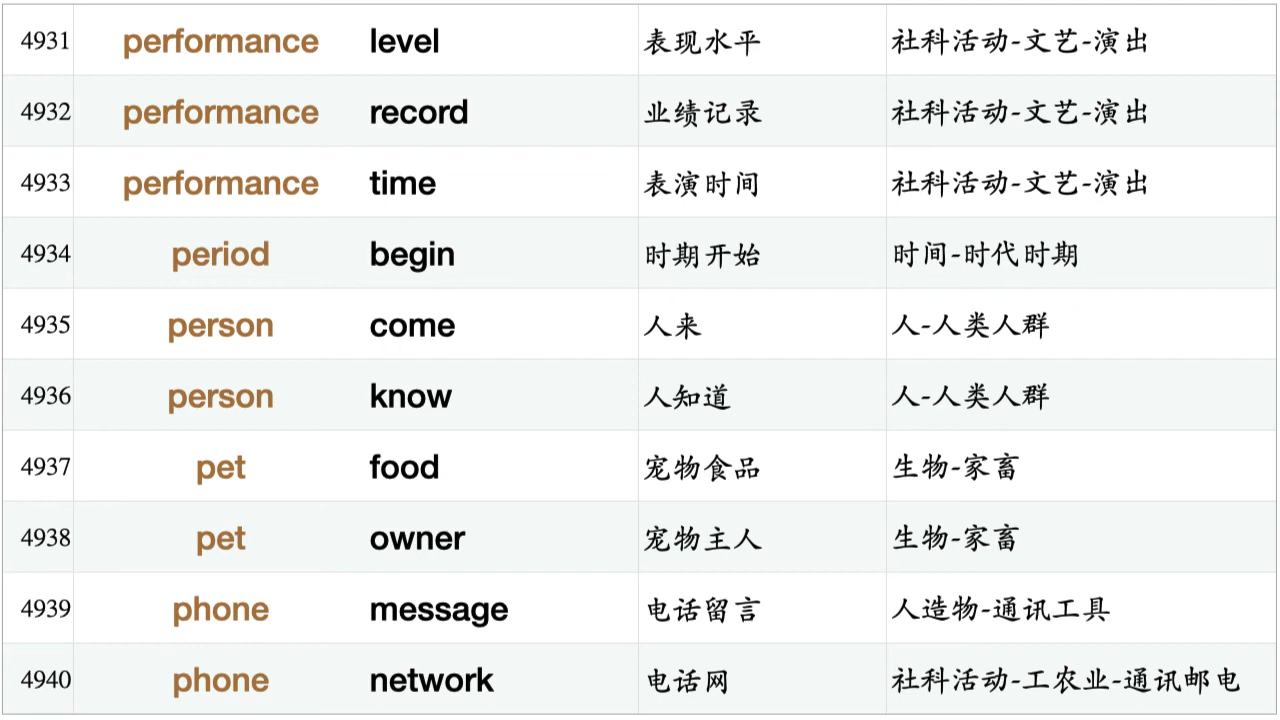 4931 performance level 表现水平 社科活动-文艺-演出
4932 performance record 业绩记录 社科活动-文艺-演出
4933 performance time 表演时间 社科活动-文艺-演出
4934 period begin 时期开始 时间-时代时期
4935 person come 人来 人-人类人群
4936 person know 人知道 人-人类人群
4937 pet food 宠物食品 生物-家畜
4938 pet owner 宠物主人 生物-家畜
4939 phone message 电话留言 人造物-通讯工具
4940 phone network 电话网 社科活动-工农业-通讯邮电